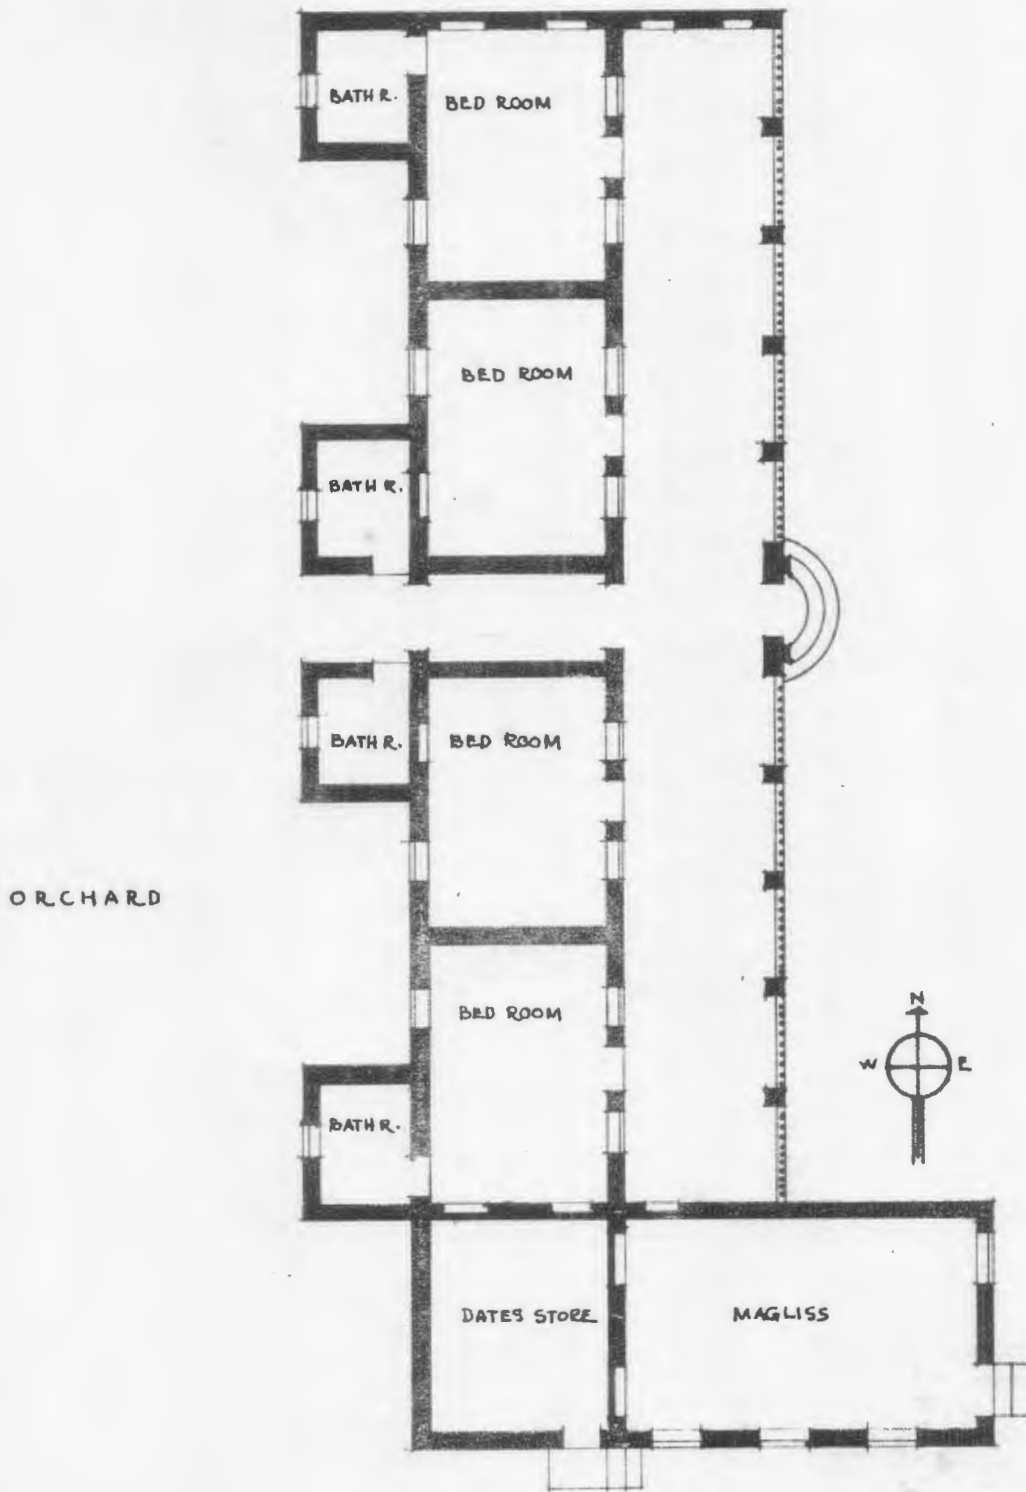 BATH R.
BED ROOM
BED ROOM
BATH R.
BATH R.
BED ROOM
ORCHARD
BED ROOM
N
W
E
BATH R.
DATES STORE
MAGLISS